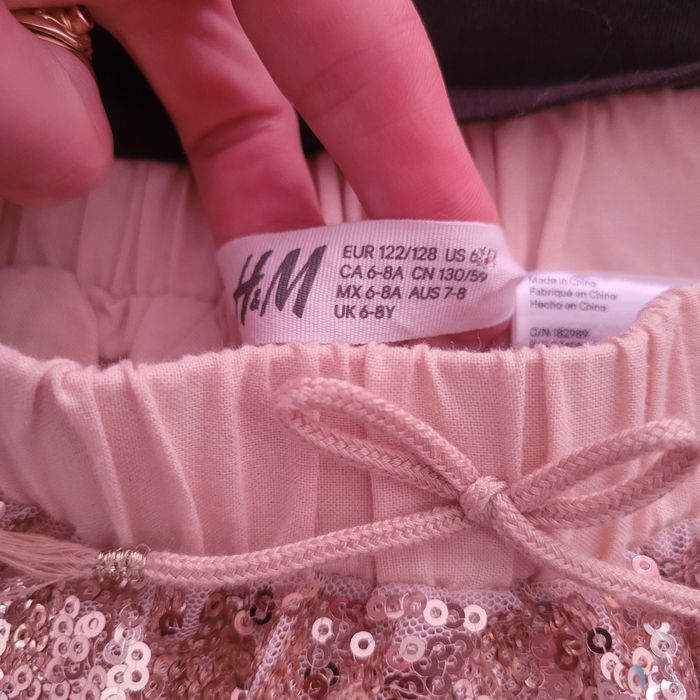 H&M
EUR 122/128 US 6
CA 6-8A CN 130/59
MX 6-8A AUS 7-8
UK 6-8Y
Made in China
Fabriqué en China
Hecho en China
O/N 182989